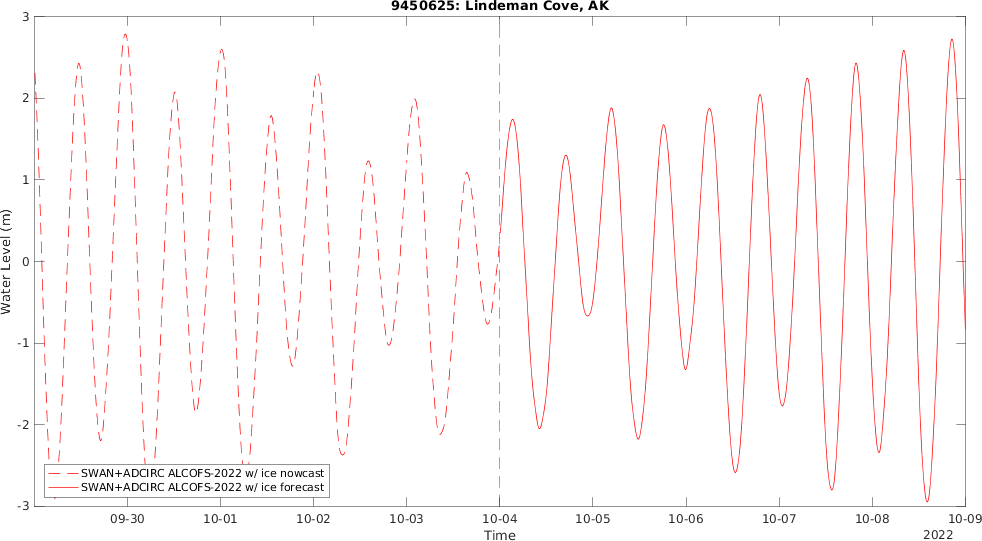 9450625: Lindeman Cove, AK
Water Level (m)
3
2
1
0
-1
-2
-3
SWAN+ADCIRC ALCOFS-2022 w/ ice nowcast
SWAN+ADCIRC ALCOFS-2022 w/ ice forecast
09-30 10-01 10-02 10-03 10-04 10-05 10-06 10-07 10-08 10-09
Time
2022